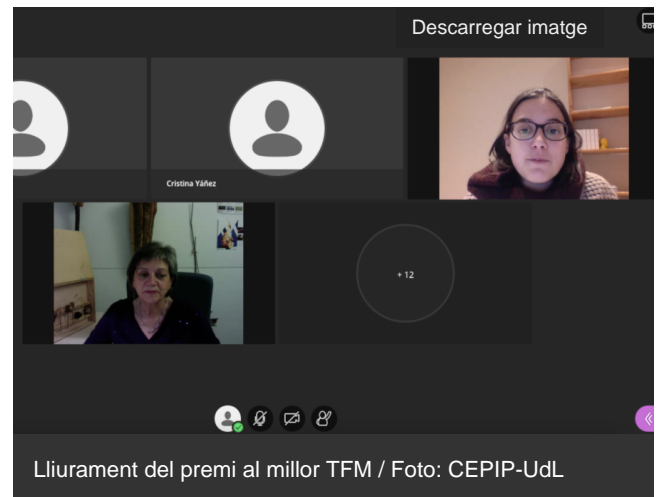 Descarregar imatge
Cristina Yáñez
+ 12
Lliurament del premi al millor TFM / Foto: CEPIP-UdL